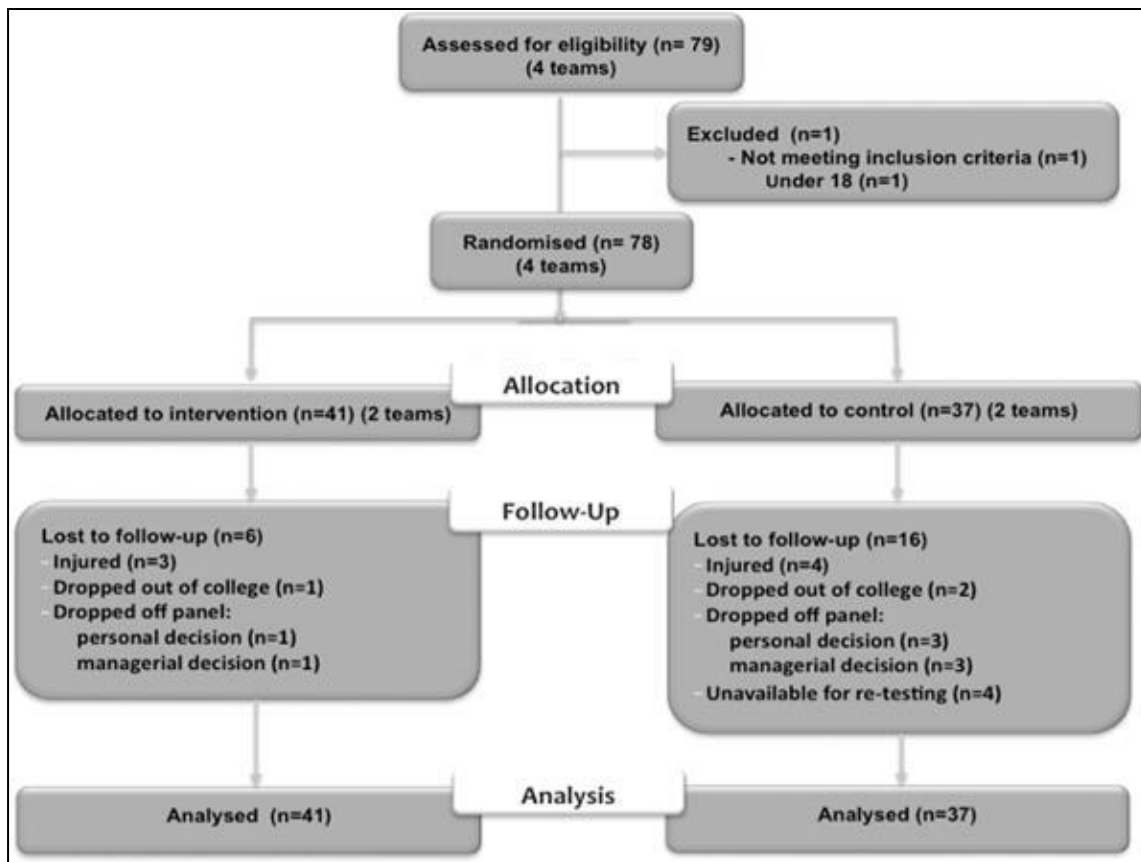 Assessed for eligibility (n= 79)
(4 teams)
Excluded (n=1)
- Not meeting inclusion criteria (n=1)
Under 18 (n=1)
Randomised (n= 78)
(4 teams)
Allocation
Allocated to intervention (n=41) (2 teams)
Allocated to control (n=37) (2 teams)
Follow-Up
Lost to follow-up (n=6)
- Injured (n=3)
- Dropped out of college (n=1)
- Dropped off panel:
personal decision (n=1)
managerial decision (n=1)
Lost to follow-up (n=16)
- Injured (n=4)
- Dropped out of college (n=2)
- Dropped off panel:
personal decision (n=3)
managerial decision (n=3)
- Unavailable for re-testing (n=4)
Analysis
Analysed (n=41)
Analysed (n=37)